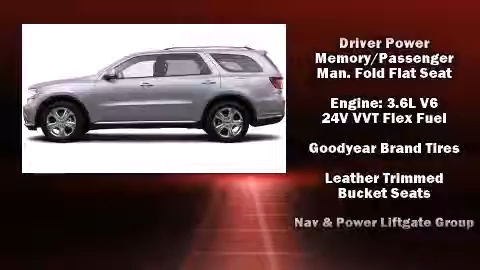 Driver Power
Memory/Passenger
Man. Fold Flat Seat
Engine: 3.6L V6
24V VVT Flex Fuel
Goodyear Brand Tires
Leather Trimmed
Bucket Seats
Nav & Power Liftgate Group